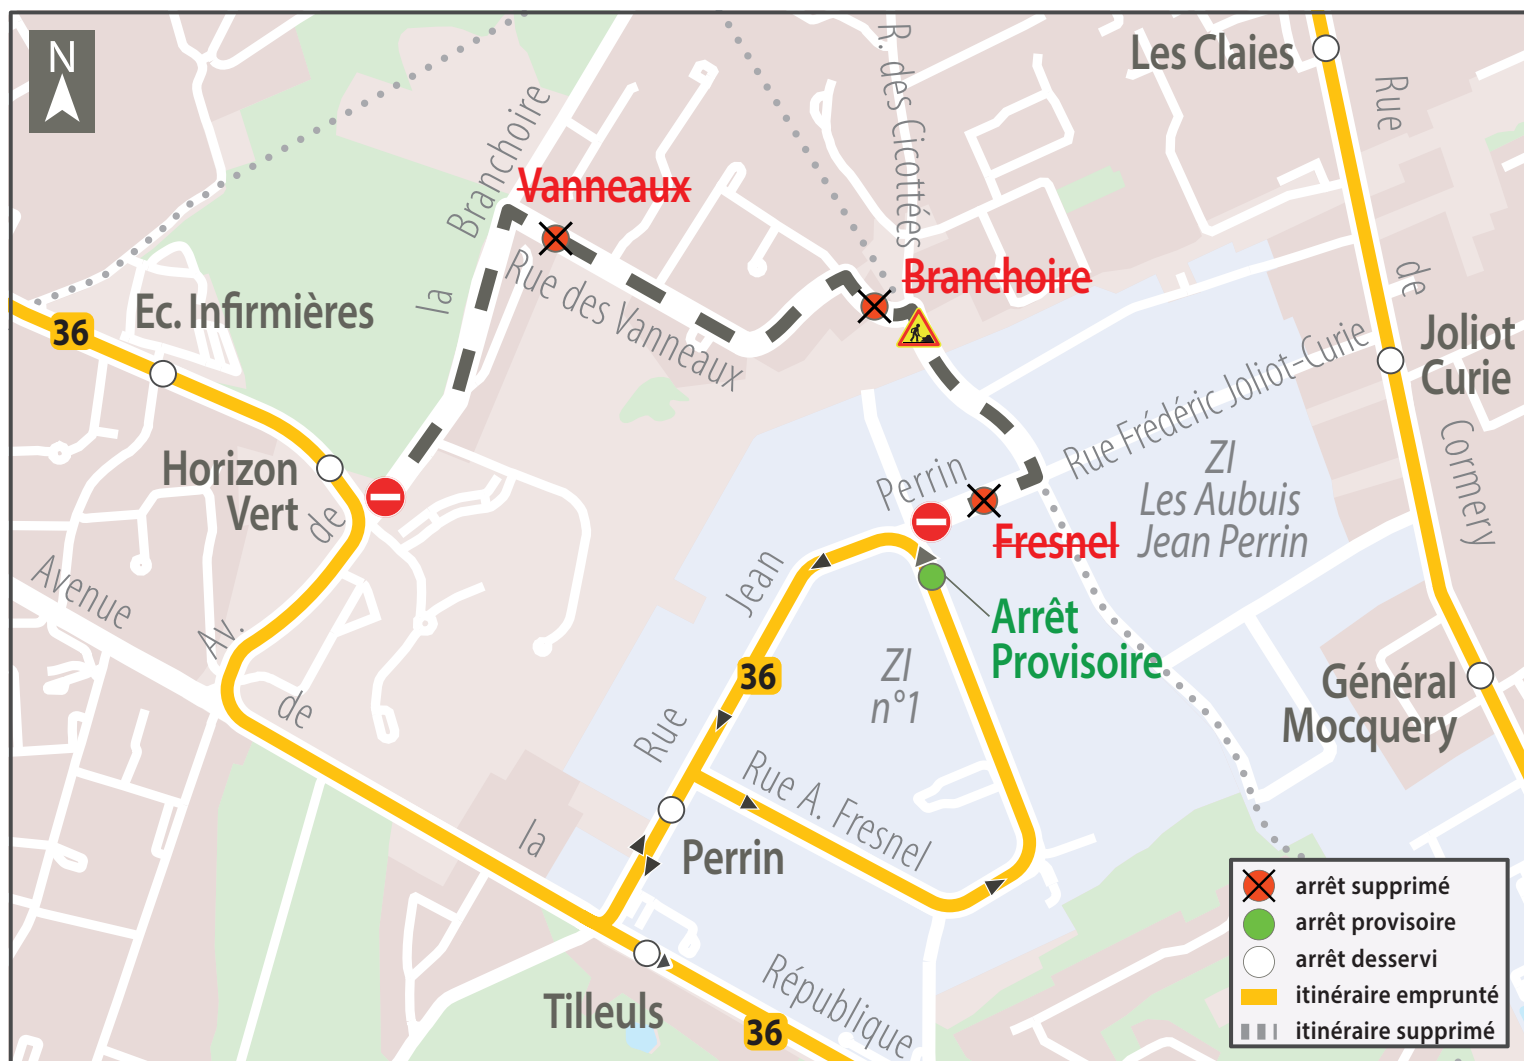 N
Les Claies
R. des Cicottées
Rue
de
Cormery
Branchoire
la
de
Av.
Vanneaux
Rue des Vanneaux
Branchoire
36
Ec. Infirmières
Joliot
Curie
Rue Frédéric Joliot-Curie
Horizon
Vert
Perrin
Jean
Rue
ZI
Les Aubuis
Jean Perrin
Fresnel
Avenue
de
la
République
Arrêt
Provisoire
36
ZI
n°1
Général
Mocquery
Rue A. Fresnel
Perrin
Tilleuls
36
arrêt supprimé
arrêt provisoire
arrêt desservi
itinéraire emprunté
itinéraire supprimé